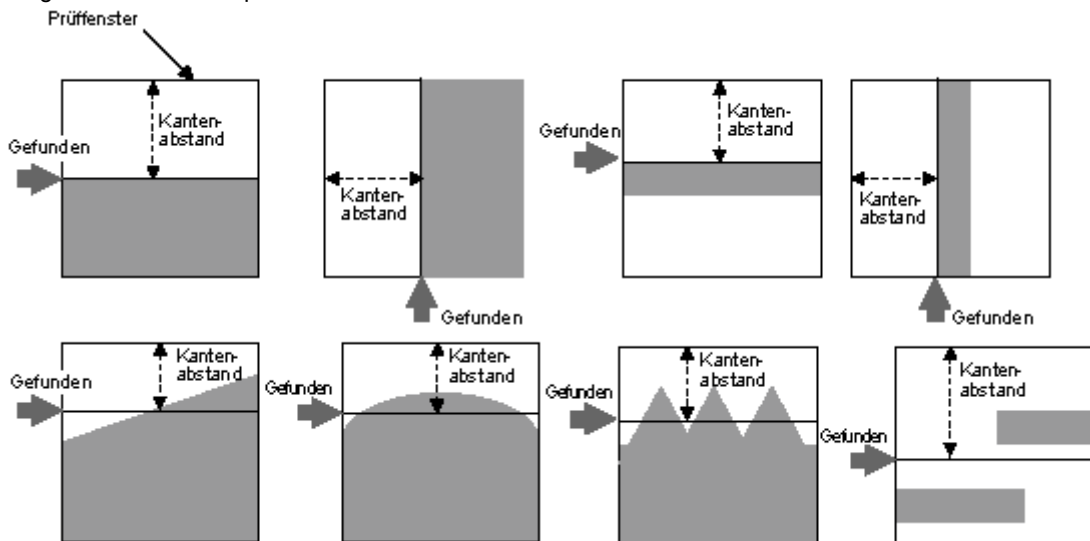 Prüffenster
Kanten-
abstand
Gefunden
Kanten-
abstand
Gefunden
Kanten-
abstand
Gefunden
Kanten-
abstand
Gefunden
Kanten-
abstand
Gefunden
Kanten-
abstand
Gefunden
Kanten-
abstand
Gefunden
Kanten-
abstand
Gefunden